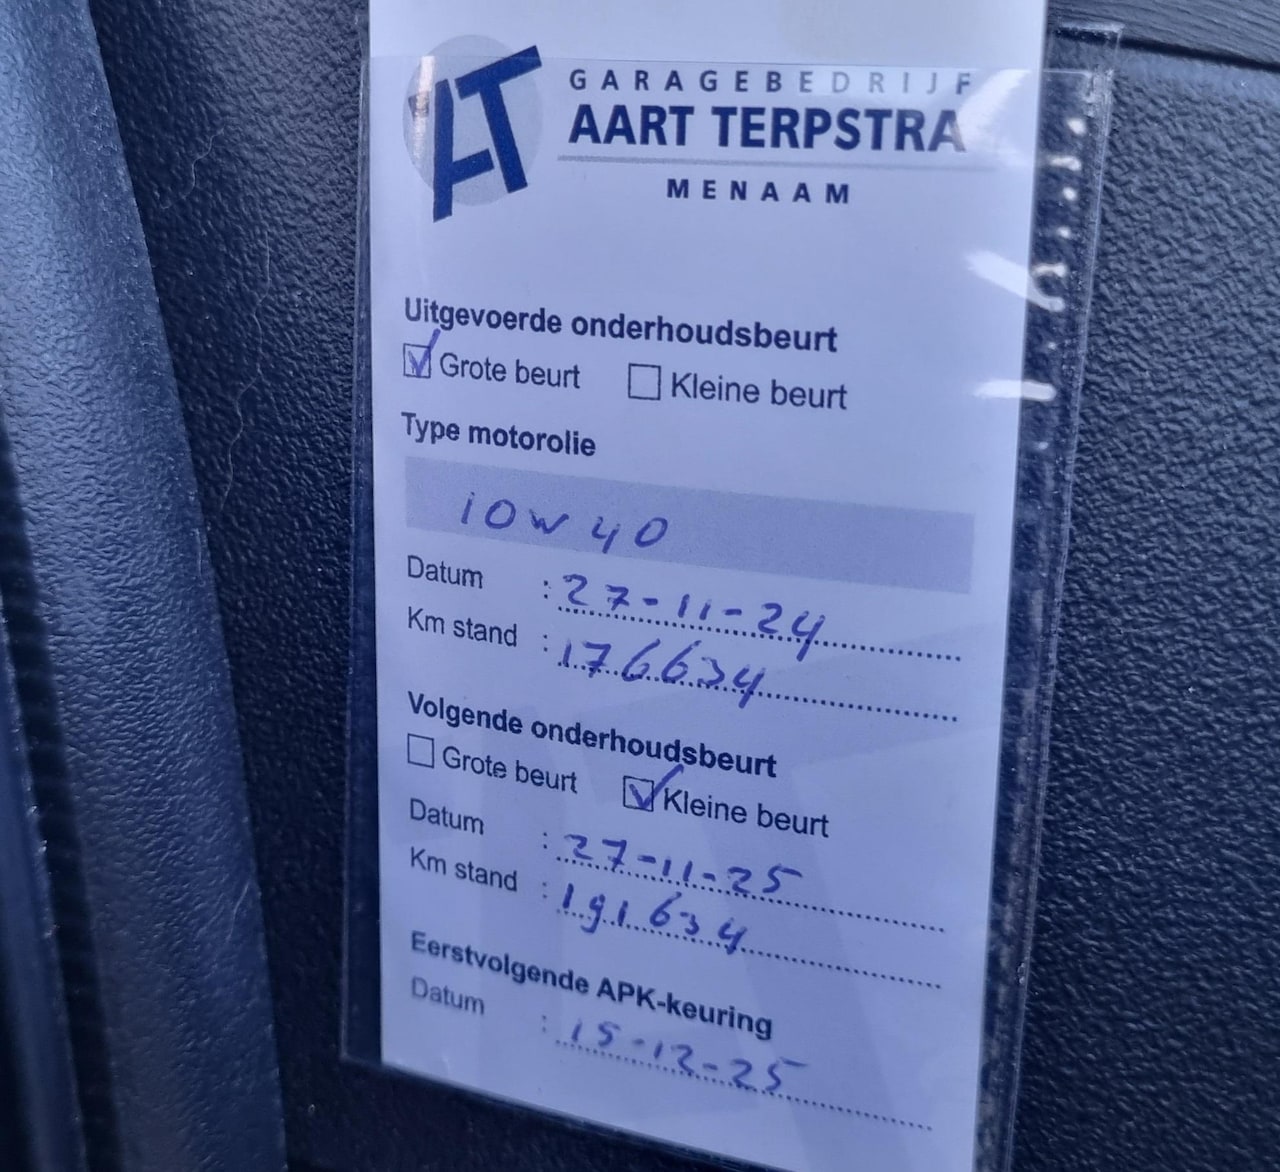 AT
GARAGEBEDRIJF
AART TERPSTRA
MENAAM
Uitgevoerde onderhoudsbeurt
Grote beurt Kleine beurt
Type motorolie
10W40
Datum : 27-11-24
Km stand : 176634
Volgende onderhoudsbeurt
Grote beurt Kleine beurt
Datum : 27-11-25
Km stand : 191634
Eerstvolgende APK-keuring
Datum : 15-12-25